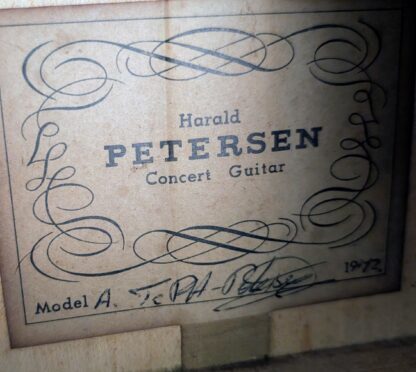 Harald
PETERSEN
Concert Guitar
Model A. 1972